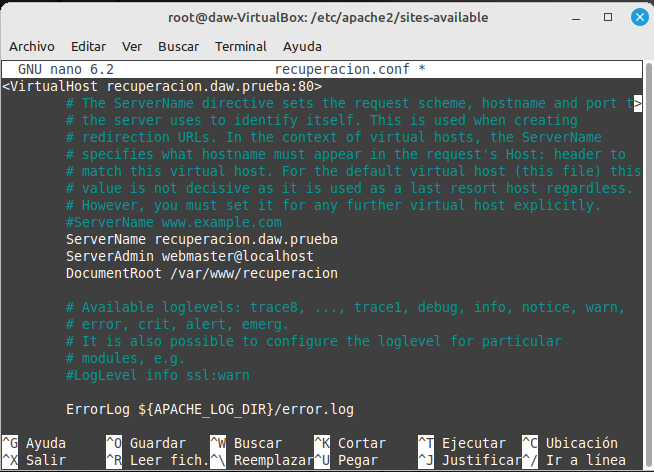 root@daw-VirtualBox: /etc/apache2/sites-available
Archivo Editar Ver Buscar Terminal Ayuda
GNU nano 6.2 recuperacion.conf *
<VirtualHost recuperacion.daw.prueba:80>
# The ServerName directive sets the request scheme, hostname and port t>
# the server uses to identify itself. This is used when creating
# redirection URLs. In the context of virtual hosts, the ServerName
# specifies what hostname must appear in the request's Host: header to
# match this virtual host. For the default virtual host (this file) this
# value is not decisive as it is used as a last resort host regardless.
# However, you must set it for any further virtual host explicitly.
#ServerName www.example.com
ServerName recuperacion.daw.prueba
ServerAdmin webmaster@localhost
DocumentRoot /var/www/recuperacion
# Available loglevels: trace8, ..., trace1, debug, info, notice, warn,
# error, crit, alert, emerg.
# It is also possible to configure the loglevel for particular
# modules, e.g.
#LogLevel info ssl:warn
ErrorLog ${APACHE_LOG_DIR}/error.log
^G Ayuda ^O Guardar ^W Buscar ^K Cortar ^T Ejecutar ^C Ubicación
^X Salir ^R Leer fich. ^\ Reemplazar ^U Pegar ^J Justificar ^/ Ir a línea